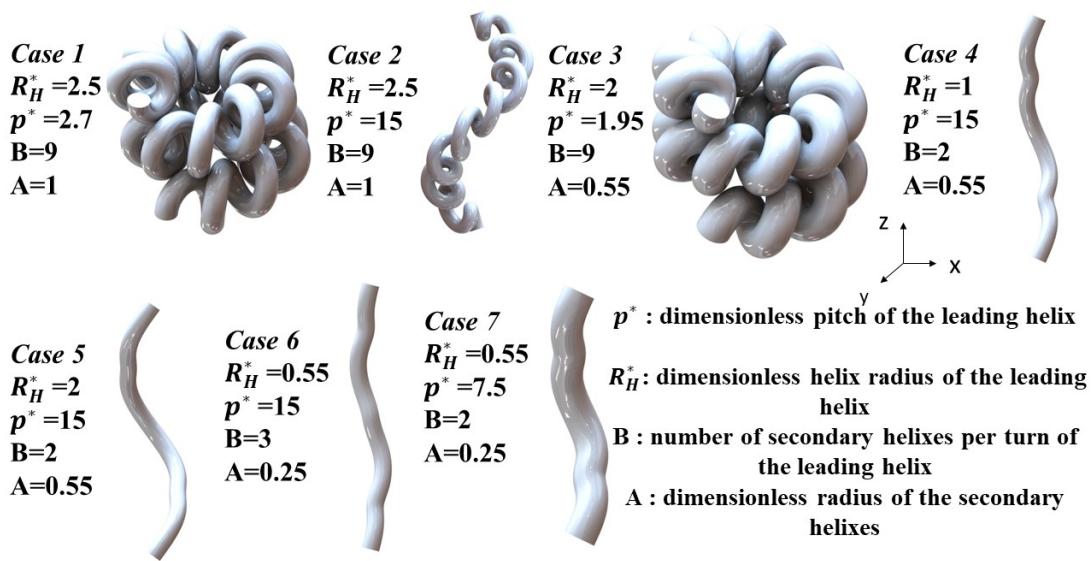 Case 1
R*H =2.5
p* =2.7
B=9
A=1
Case 2
R*H =2.5
p* =15
B=9
A=1
Case 3
R*H =2
p* =1.95
B=9
A=0.55
Case 4
R*H =1
p* =15
B=2
A=0.55
z
x
y
Case 5
R*H =2
p* =15
B=2
A=0.55
Case 6
R*H =0.55
p* =15
B=3
A=0.25
Case 7
R*H =0.55
p* =7.5
B=2
A=0.25
p* : dimensionless pitch of the leading helix
R*H: dimensionless helix radius of the leading
helix
B : number of secondary helixes per turn of
the leading helix
A : dimensionless radius of the secondary
helixes